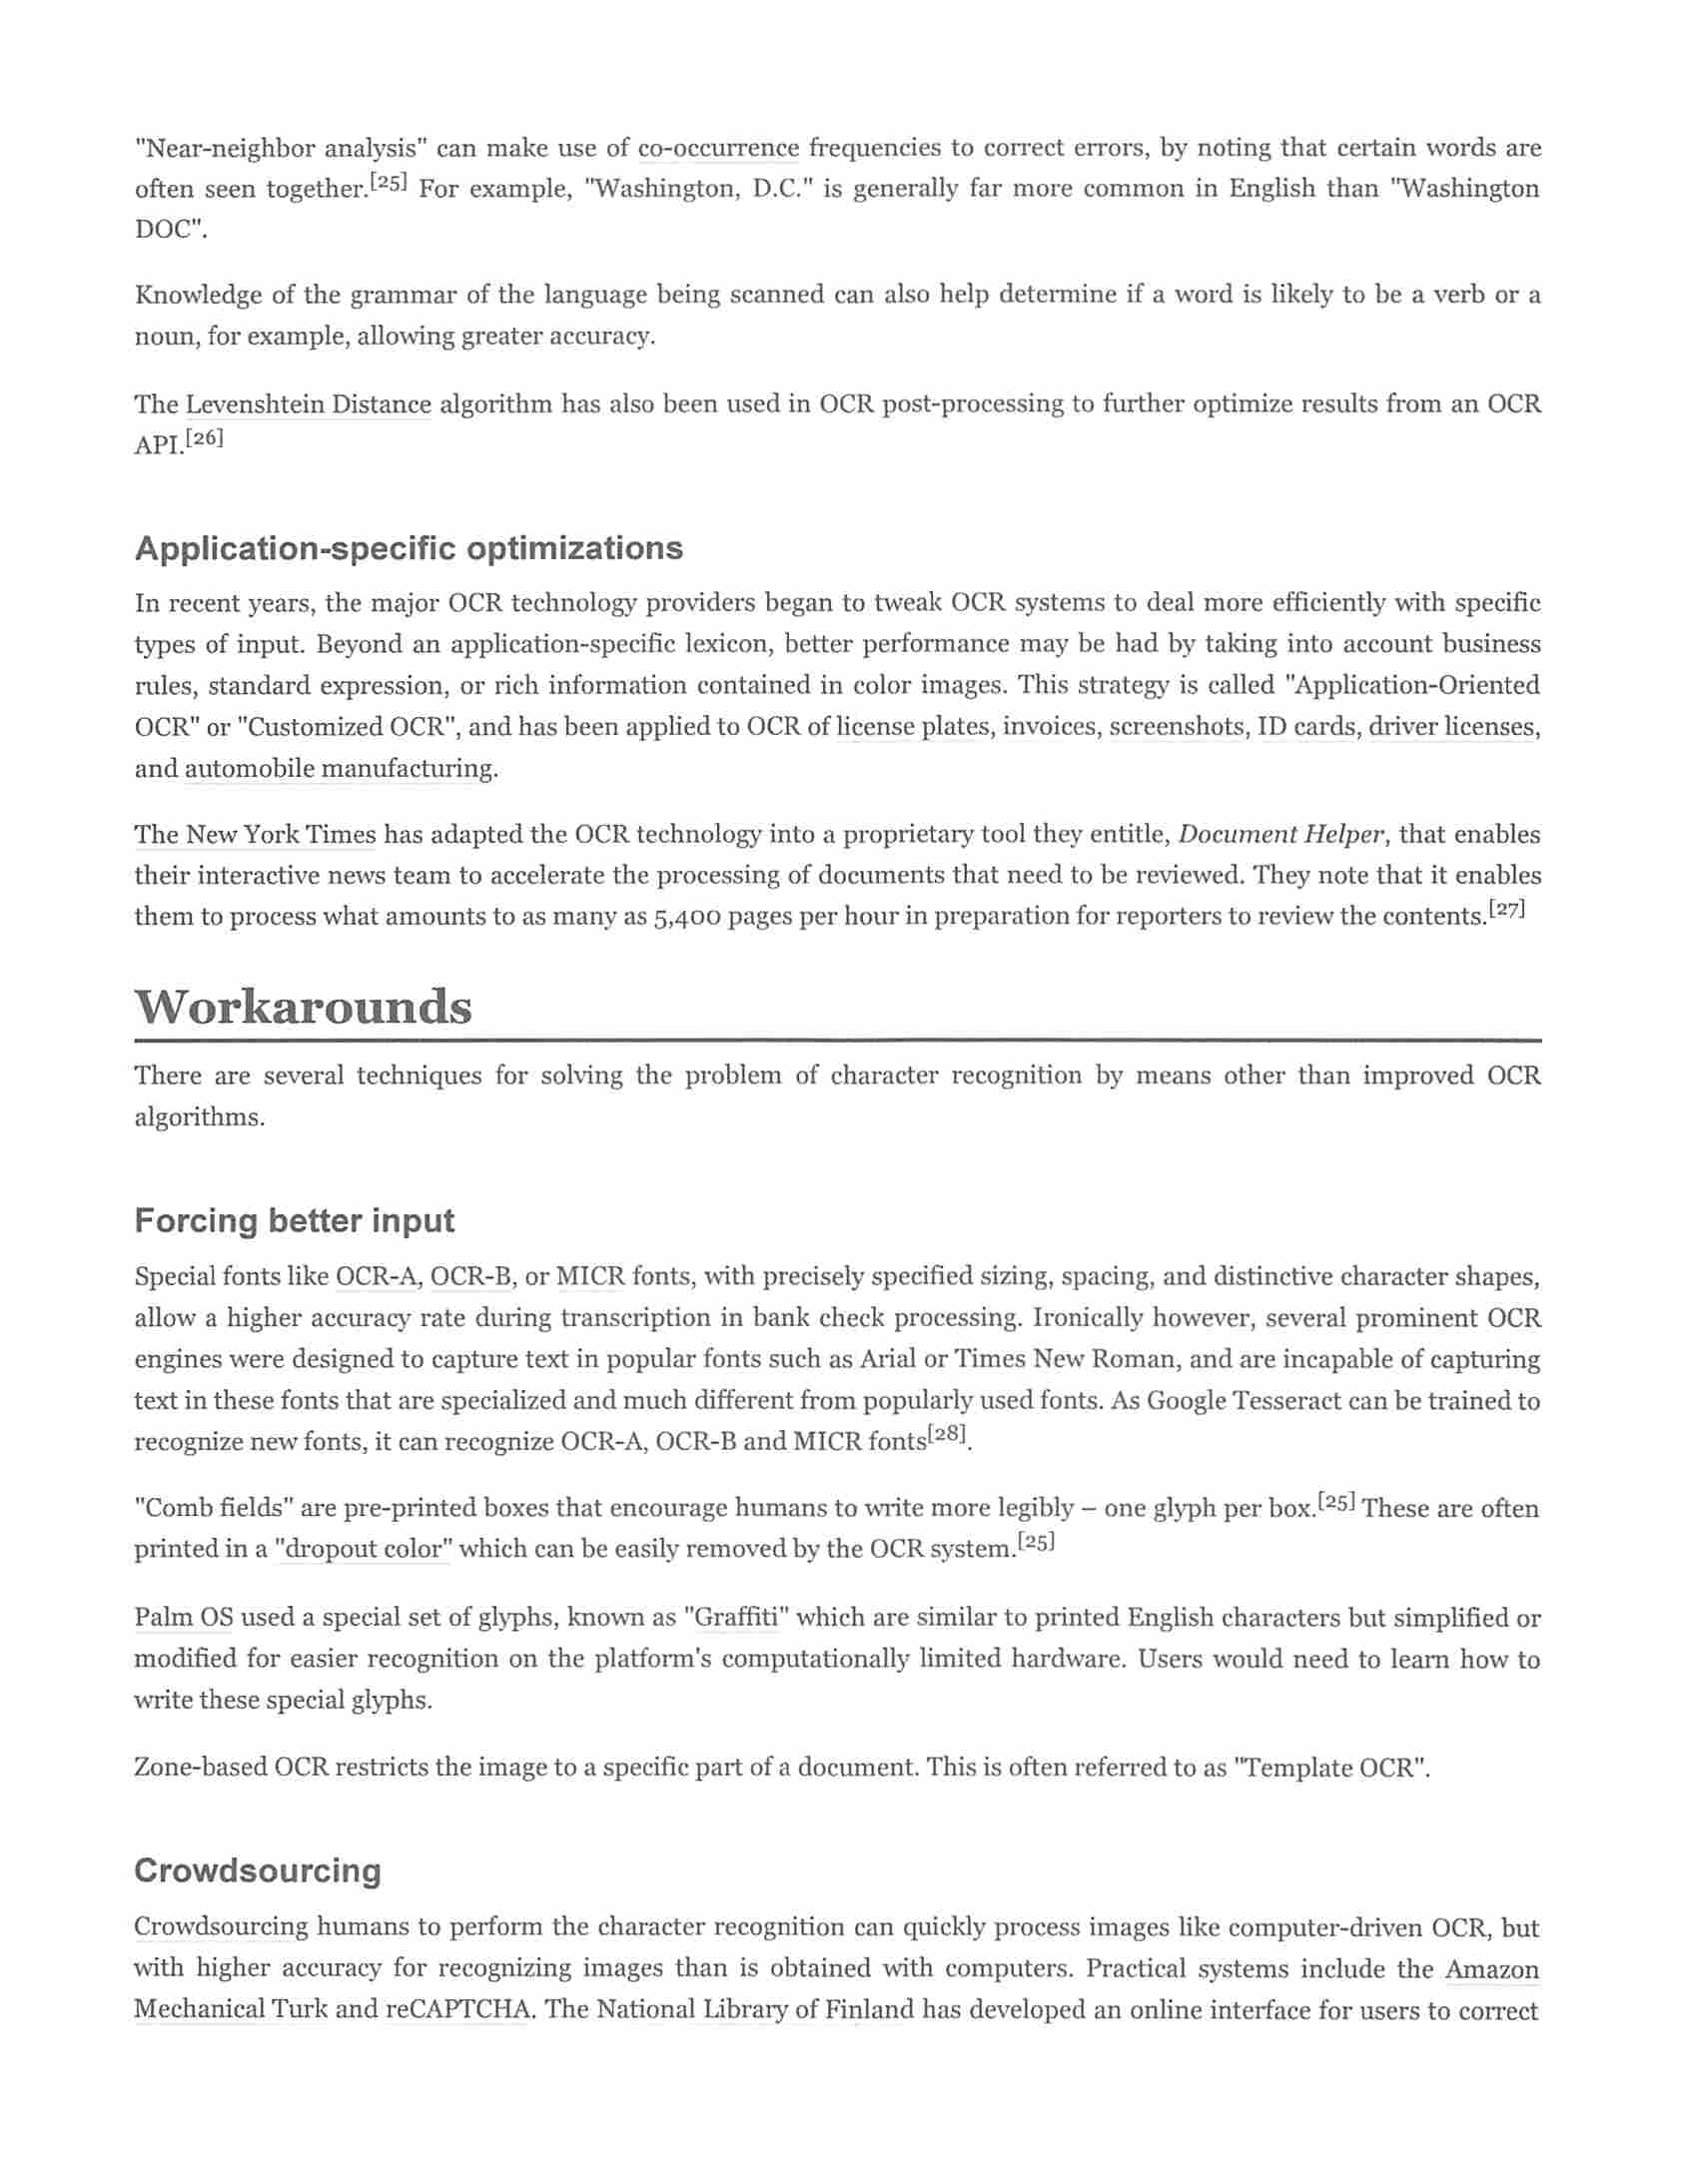 "Near-neighbor analysis" can make use of co-occurrence frequencies to correct errors, by noting that certain words are
often seen together.[25] For example, "Washington, D.C." is generally far more common in English than "Washington
DOC".
Knowledge of the grammar of the language being scanned can also help determine if a word is likely to be a verb or a
noun, for example, allowing greater accuracy.
The Levenshtein Distance algorithm has also been used in OCR post-processing to further optimize results from an OCR
API.[26]
Application-specific optimizations
In recent years, the major OCR technology providers began to tweak OCR systems to deal more efficiently with specific
types of input. Beyond an application-specific lexicon, better performance may be had by taking into account business
rules, standard expression, or rich information contained in color images. This strategy is called "Application-Oriented
OCR" or "Customized OCR", and has been applied to OCR of license plates, invoices, screenshots, ID cards, driver licenses,
and automobile manufacturing.
The New York Times has adapted the OCR technology into a proprietary tool they entitle, Document Helper, that enables
their interactive news team to accelerate the processing of documents that need to be reviewed. They note that it enables
them to process what amounts to as many as 5,400 pages per hour in preparation for reporters to review the contents.[27]
Workarounds
There are several techniques for solving the problem of character recognition by means other than improved OCR
algorithms.
Forcing better input
Special fonts like OCR-A, OCR-B, or MICR fonts, with precisely specified sizing, spacing, and distinctive character shapes,
allow a higher accuracy rate during transcription in bank check processing. Ironically however, several prominent OCR
engines were designed to capture text in popular fonts such as Arial or Times New Roman, and are incapable of capturing
text in these fonts that are specialized and much different from popularly used fonts. As Google Tesseract can be trained to
recognize new fonts, it can recognize OCR-A, OCR-B and MICR fonts[28].
"Comb fields" are pre-printed boxes that encourage humans to write more legibly – one glyph per box.[25] These are often
printed in a "dropout color" which can be easily removed by the OCR system.[25]
Palm OS used a special set of glyphs, known as "Graffiti" which are similar to printed English characters but simplified or
modified for easier recognition on the platform's computationally limited hardware. Users would need to learn how to
write these special glyphs.
Zone-based OCR restricts the image to a specific part of a document. This is often referred to as "Template OCR".
Crowdsourcing
Crowdsourcing humans to perform the character recognition can quickly process images like computer-driven OCR, but
with higher accuracy for recognizing images than is obtained with computers. Practical systems include the Amazon
Mechanical Turk and reCAPTCHA. The National Library of Finland has developed an online interface for users to correct